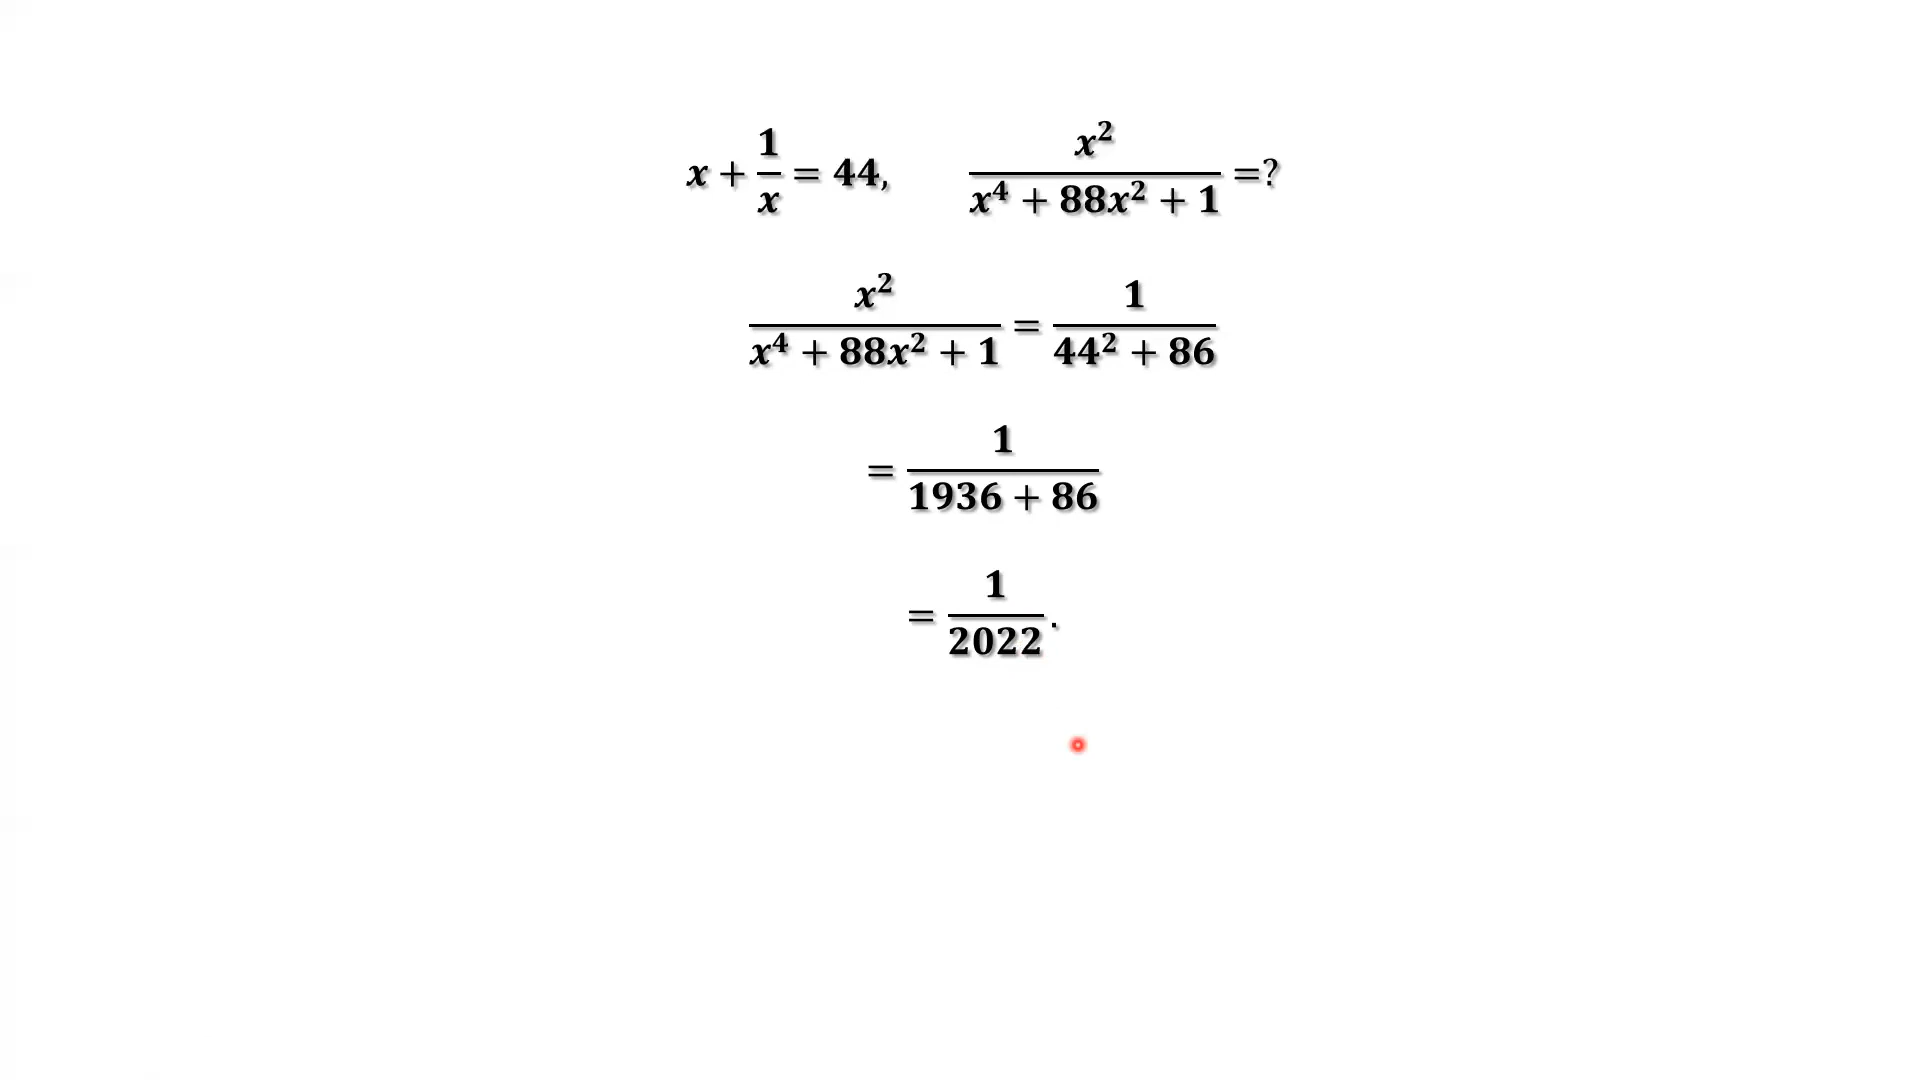 x + 1/x = 44, x²/(x⁴ + 88x² + 1) =?
x²/(x⁴ + 88x² + 1) = 1/(44² + 86)
= 1/(1936 + 86)
= 1/2022.